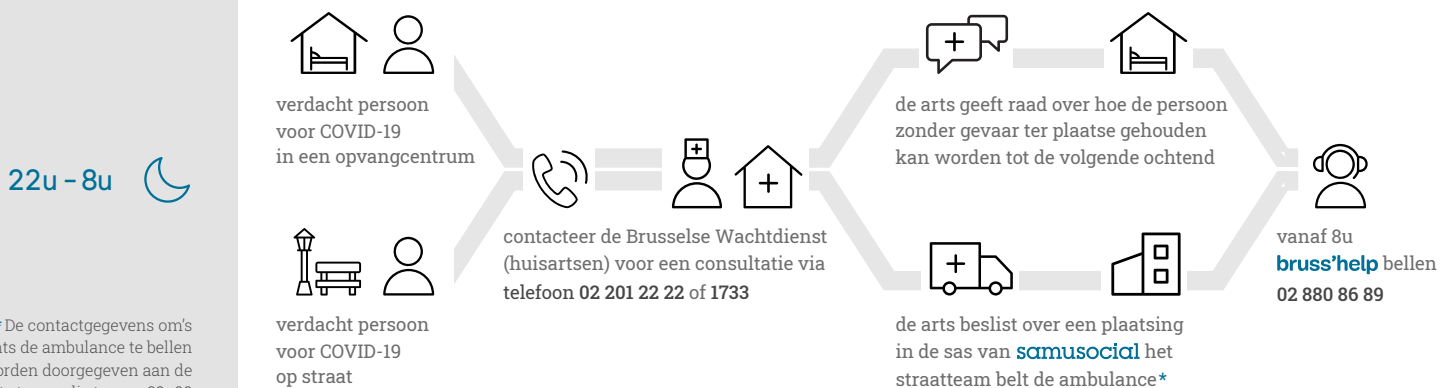 22u – 8u
* De contactgegevens om's
de ambulance te bellen
doorgegeven aan de
verdacht persoon
voor COVID-19
in een opvangcentrum
verdacht persoon
voor COVID-19
op straat
contacteer de Brusselse Wachtdienst
(huisartsen) voor een consultatie via
telefoon 02 201 22 22 of 1733
de arts geeft raad over hoe de persoon
zonder gevaar ter plaatse gehouden
kan worden tot de volgende ochtend
de arts beslist over een plaatsing
in de sas van samusocial het
straatteam belt de ambulance*
vanaf 8u
bruss'help bellen
02 880 86 89